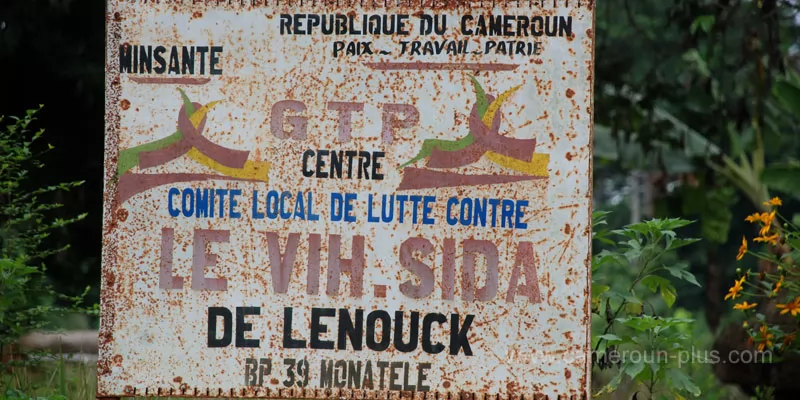 REPUBLIQUE DU CAMEROUN
PAIX - TRAVAIL - PATRIE
MINSANTE
GTP
CENTRE
COMITE LOCAL DE LUTTE CONTRE
LE VIH.SIDA
DE LENOUCK
BP 39 MONATELE
www.cameroun-plus.com